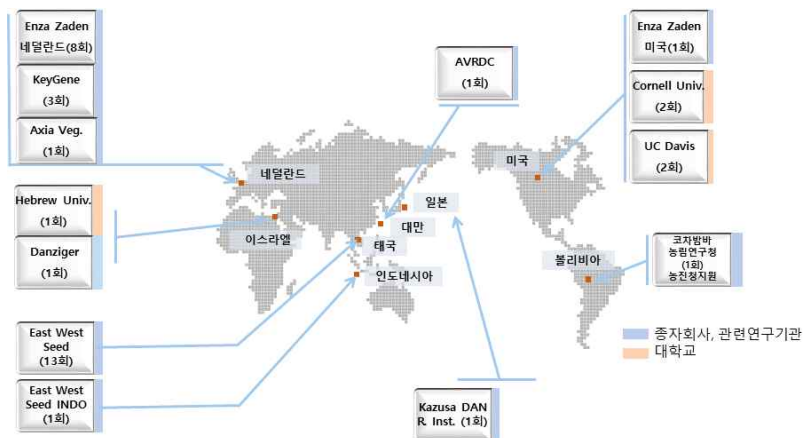 Enza Zaden
네덜란드(8회)
KeyGene
(3회)
Axia Veg.
(1회)
Hebrew Univ.
(1회)
Danziger
(1회)
East West
Seed
(13회)
East West
Seed INDO
(1회)
AVRDC
(1회)
Enza Zaden
미국(1회)
Cornell Univ.
(2회)
UC Davis
(2회)
네덜란드
이스라엘
일본
대만
태국
인도네시아
미국
볼리비아
코차밤바
농림연구청
(1회)
농진청지원
Kazusa DAN
R. Inst. (1회)
종자회사, 관련연구기관
대학교